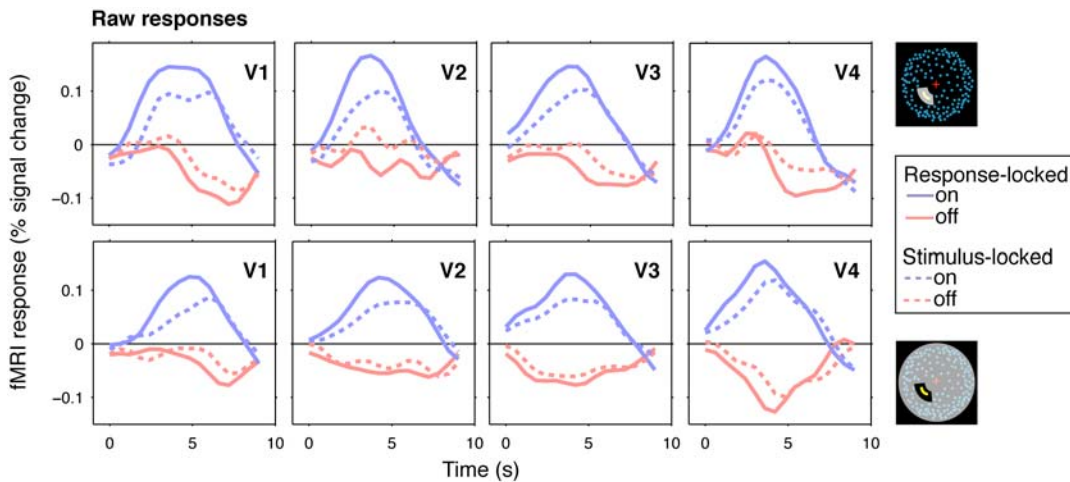 Raw responses
V1 V2 V3 V4
0.1
0
−0.1
V1 V2 V3 V4
0.1
0
−0.1
0 5 10 0 5 10 0 5 10 0 5 10
Time (s)
fMRI response (% signal change)
Response-locked
on
off
Stimulus-locked
on
off